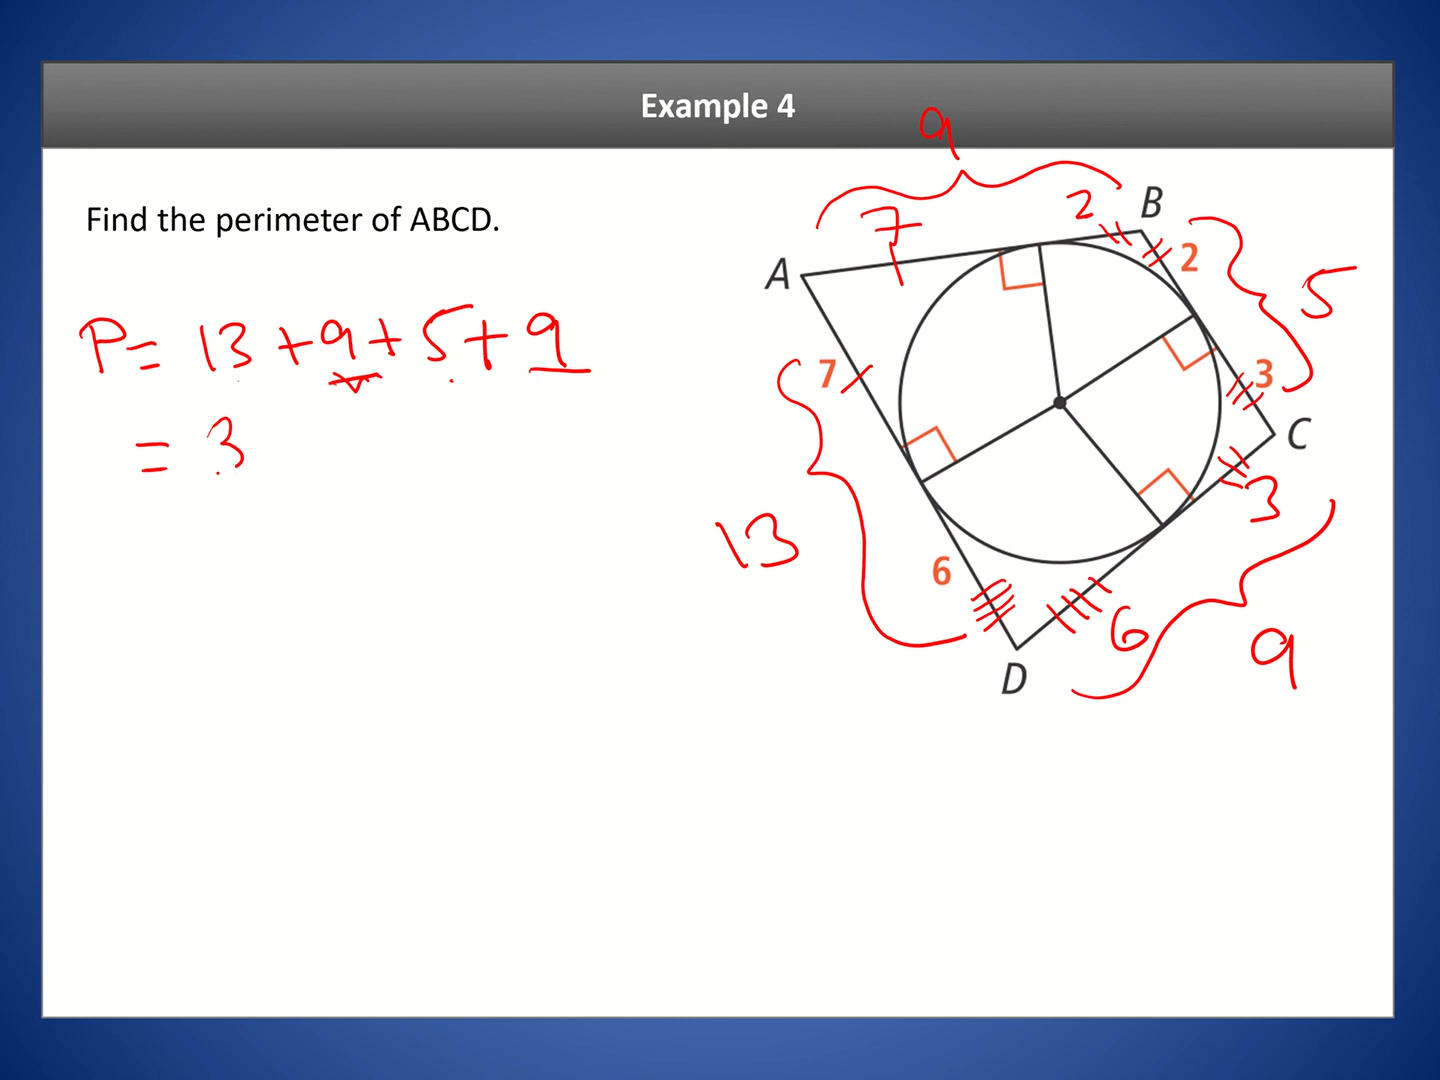 Example 4
Find the perimeter of ABCD.
P = 13 + 9 + 5 + 9
= 3
9
7
2
B
A
2
5
7
3
C
3
13
6
6
9
D